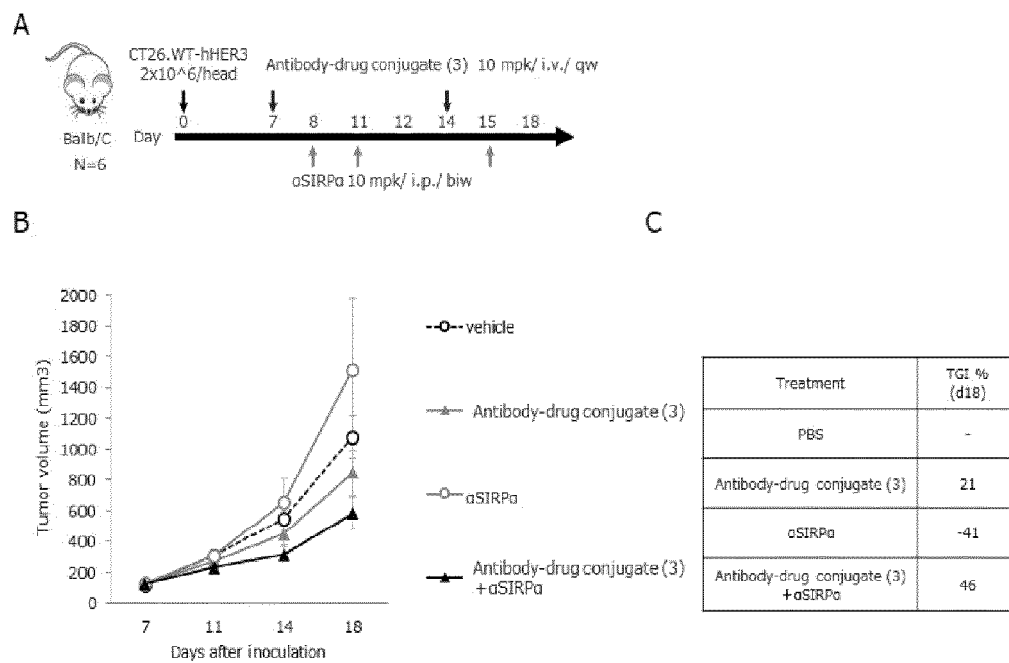 A
CT26.WT-hHER3
2x10^6/head
Antibody-drug conjugate (3) 10 mpk/ i.v./ qw
0 7 8 11 12 14 15 18
Balb/C Day
N=6
αSIRPα 10 mpk/ i.p./ biw
B
C
2000
1800
1600
1400
1200
1000
800
600
400
200
0
Tumor volume (mm3)
7 11 14 18
Days after inoculation
vehicle
Antibody-drug conjugate (3)
αSIRPα
Antibody-drug conjugate (3)
+αSIRPα
Treatment TGI %
(d18)
PBS -
Antibody-drug conjugate (3) 21
αSIRPα -41
Antibody-drug conjugate (3)
+αSIRPα 46